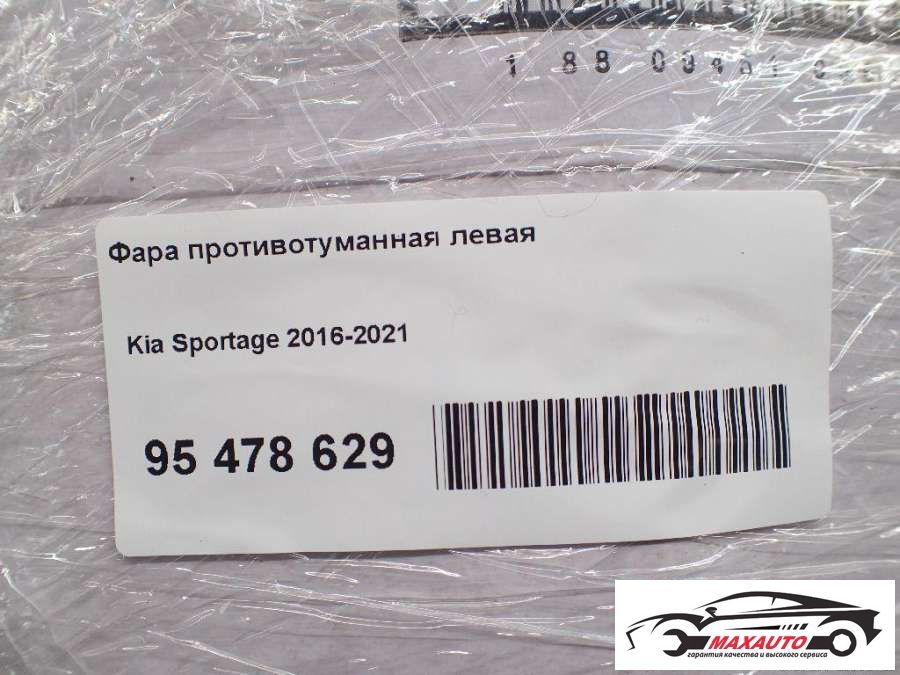 Фара противотуманная левая
Kia Sportage 2016-2021
95 478 629
MAXAUTO
гарантия качества и высокого сервиса